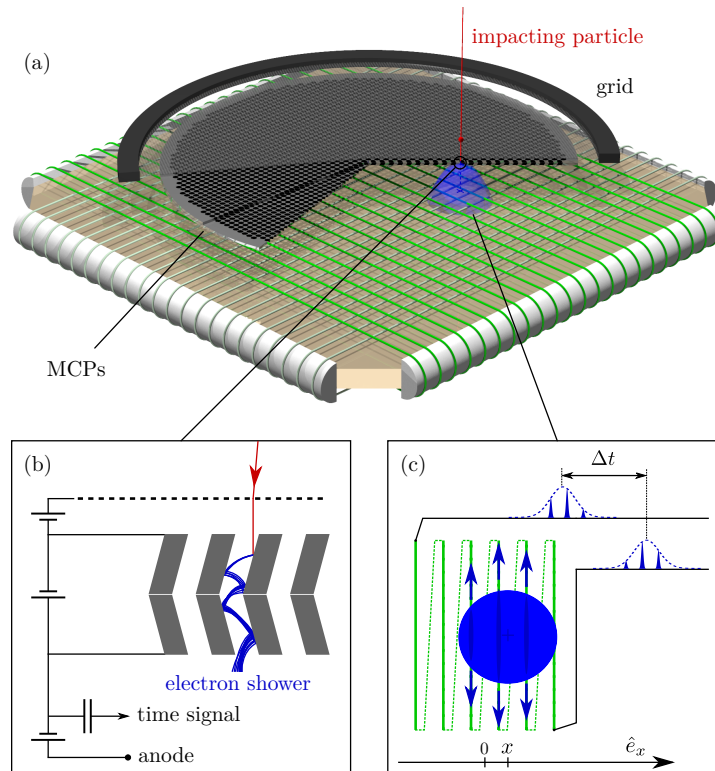 (a)
impacting particle
grid
MCPs
(b)
electron shower
time signal
anode
(c)
Δt
0 x ê_x